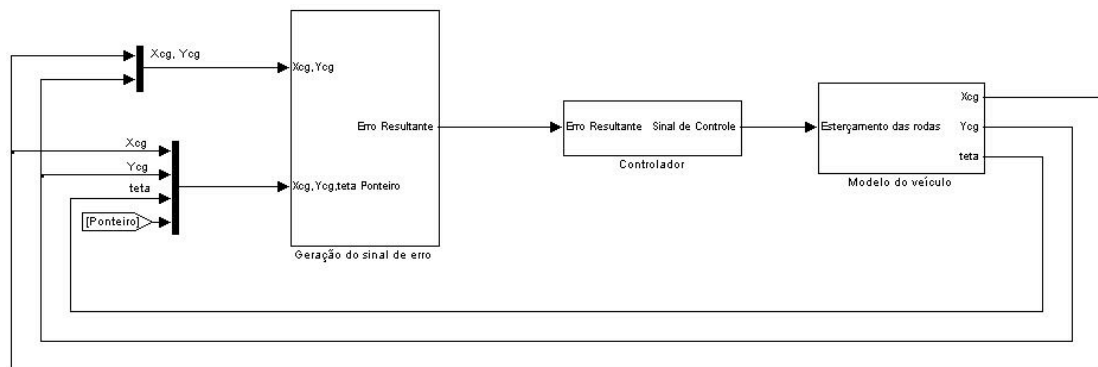 Xcg, Ycg
Xcg,Ycg
Xcg
Ycg
teta
[Ponteiro]
Xcg,Ycg,teta Ponteiro
Erro Resultante
Geração do sinal de erro
Erro Resultante
Sinal de Controle
Controlador
Esterçamento das rodas
Xcg
Ycg
teta
Modelo do veículo